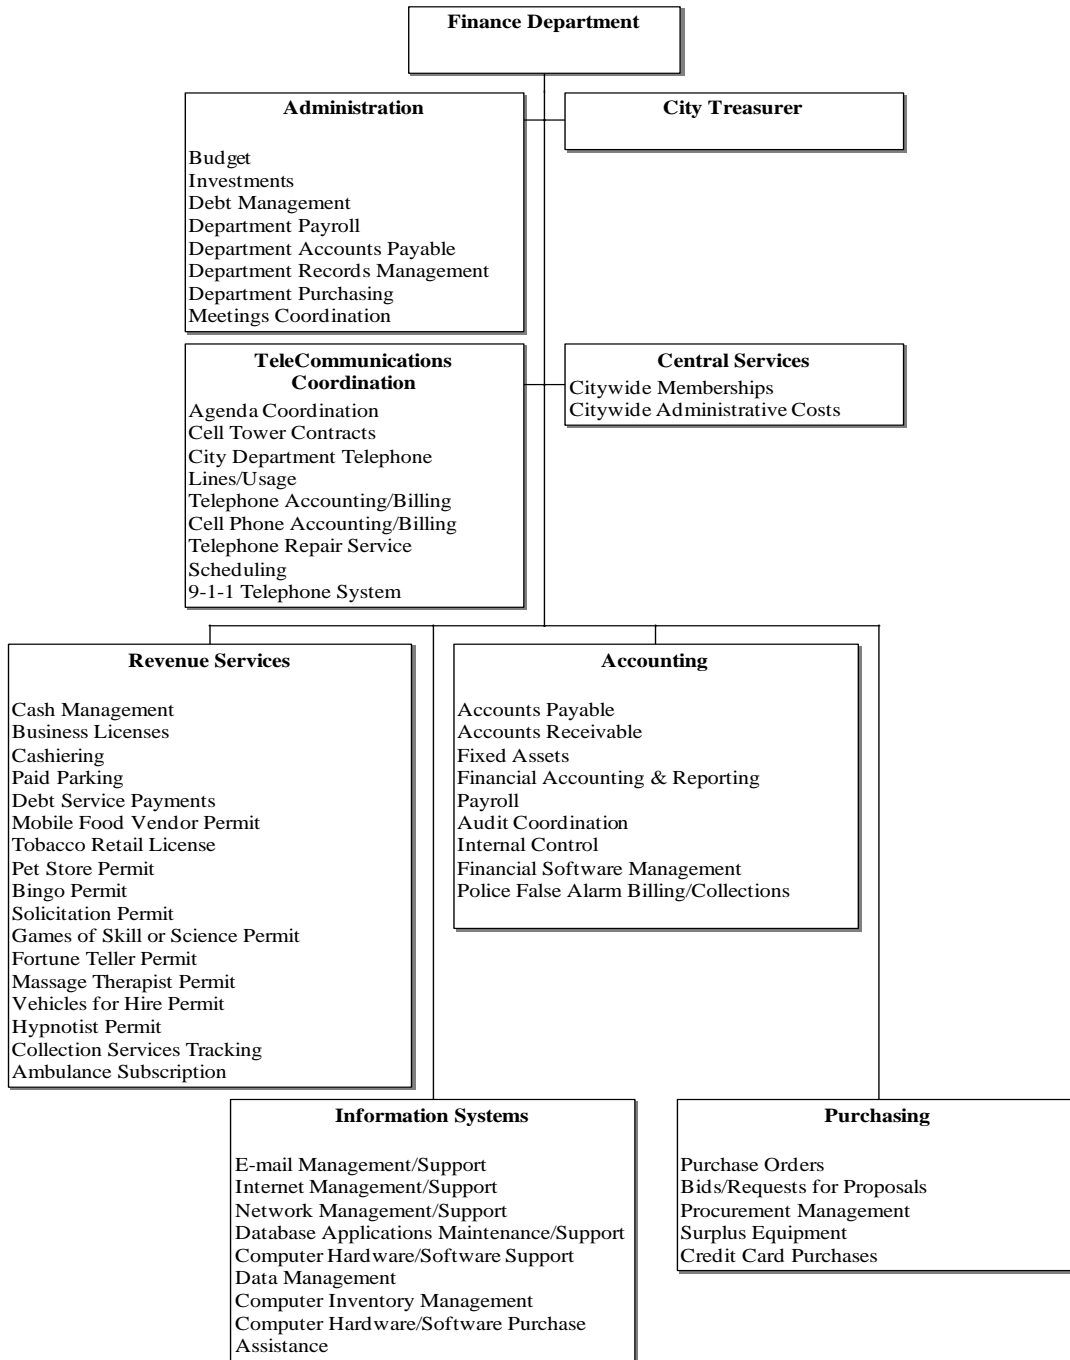 Finance Department
Administration
Budget
Investments
Debt Management
Department Payroll
Department Accounts Payable
Department Records Management
Department Purchasing
Meetings Coordination
City Treasurer
TeleCommunications
Coordination
Agenda Coordination
Cell Tower Contracts
City Department Telephone
Lines/Usage
Telephone Accounting/Billing
Cell Phone Accounting/Billing
Telephone Repair Service
Scheduling
9-1-1 Telephone System
Central Services
Citywide Memberships
Citywide Administrative Costs
Revenue Services
Cash Management
Business Licenses
Cashiering
Paid Parking
Debt Service Payments
Mobile Food Vendor Permit
Tobacco Retail License
Pet Store Permit
Bingo Permit
Solicitation Permit
Games of Skill or Science Permit
Fortune Teller Permit
Massage Therapist Permit
Vehicles for Hire Permit
Hypnotist Permit
Collection Services Tracking
Ambulance Subscription
Accounting
Accounts Payable
Accounts Receivable
Fixed Assets
Financial Accounting & Reporting
Payroll
Audit Coordination
Internal Control
Financial Software Management
Police False Alarm Billing/Collections
Information Systems
E-mail Management/Support
Internet Management/Support
Network Management/Support
Database Applications Maintenance/Support
Computer Hardware/Software Support
Data Management
Computer Inventory Management
Computer Hardware/Software Purchase
Assistance
Purchasing
Purchase Orders
Bids/Requests for Proposals
Procurement Management
Surplus Equipment
Credit Card Purchases